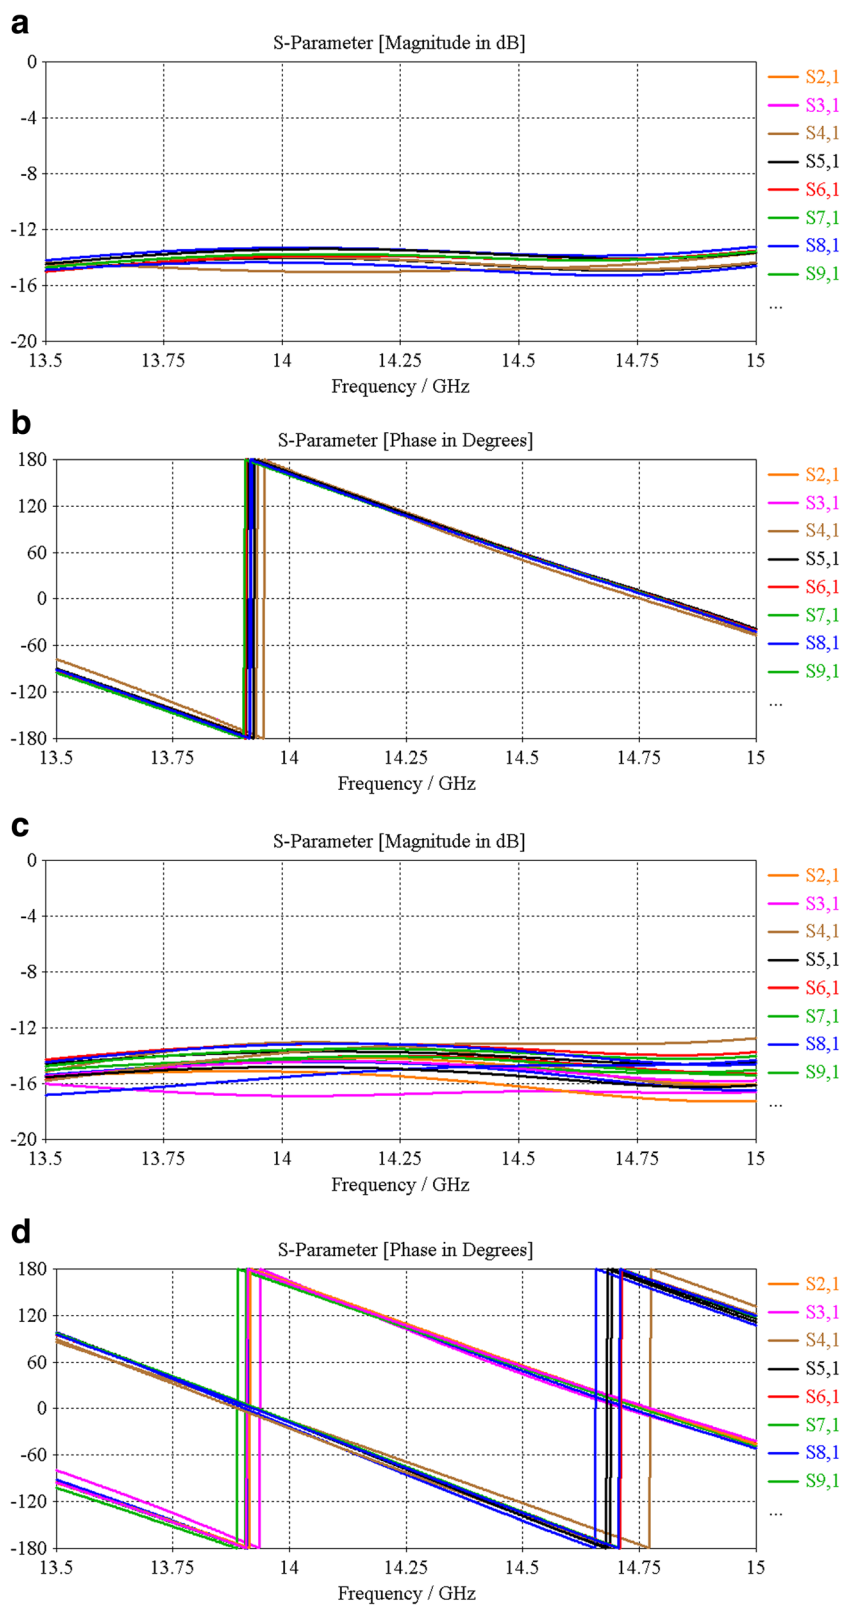 a
S-Parameter [Magnitude in dB]
0
-4
-8
-12
-16
-20
13.5 13.75 14 14.25 14.5 14.75 15
Frequency / GHz
S2,1
S3,1
S4,1
S5,1
S6,1
S7,1
S8,1
S9,1
...
b
S-Parameter [Phase in Degrees]
180
120
60
0
-60
-120
-180
13.5 13.75 14 14.25 14.5 14.75 15
Frequency / GHz
S2,1
S3,1
S4,1
S5,1
S6,1
S7,1
S8,1
S9,1
...
c
S-Parameter [Magnitude in dB]
0
-4
-8
-12
-16
-20
13.5 13.75 14 14.25 14.5 14.75 15
Frequency / GHz
S2,1
S3,1
S4,1
S5,1
S6,1
S7,1
S8,1
S9,1
...
d
S-Parameter [Phase in Degrees]
180
120
60
0
-60
-120
-180
13.5 13.75 14 14.25 14.5 14.75 15
Frequency / GHz
S2,1
S3,1
S4,1
S5,1
S6,1
S7,1
S8,1
S9,1
...